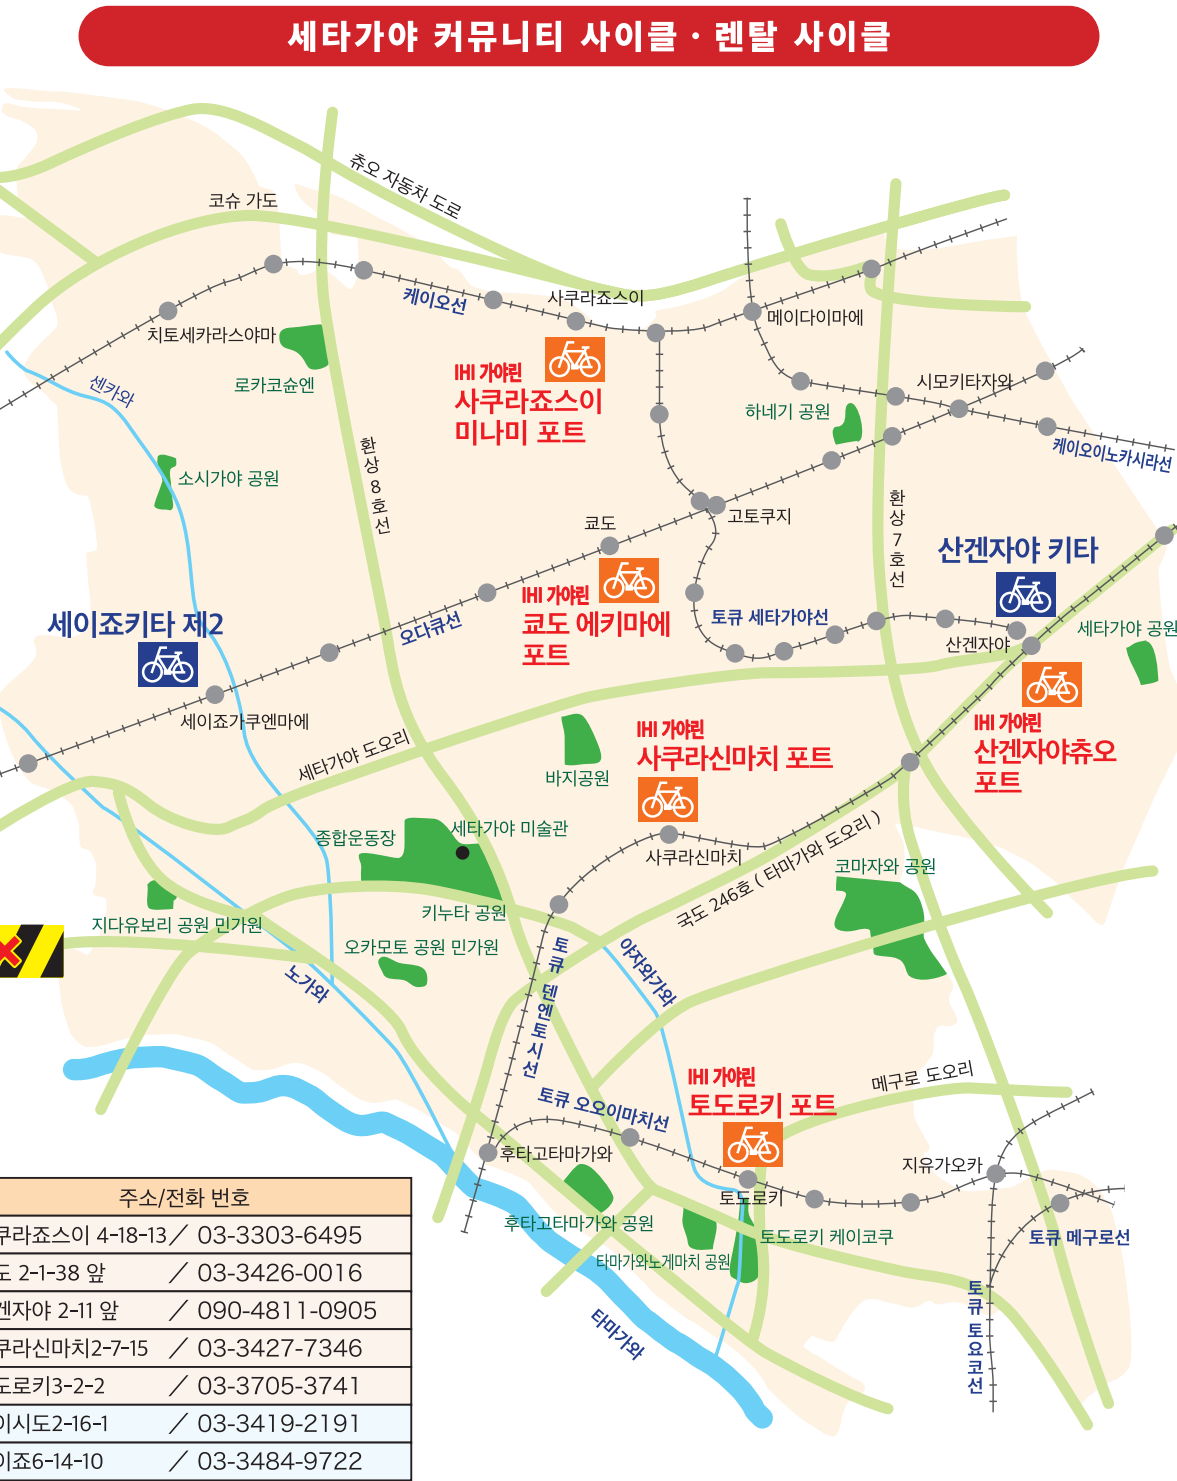 세타가야 커뮤니티 사이클・렌탈 사이클
츄오 자동차 도로
코슈 가도
케이오선
사쿠라죠스이
메이다이마에
치토세카라스야마
로카코슌엔
센카와
IHI 가야린
사쿠라죠스이
미나미 포트
시모키타자와
하네기 공원
케이오이노카시라선
환상 8 호선
소시가야 공원
고토쿠지
쿄도
환상 7 호선
산겐자야 키타
IHI 가야린
쿄도 에키마에
포트
토큐 세타가야선
오다큐선
세이죠키타 제2
산겐자야
세타가야 공원
세이죠가쿠엔마에
세타가야 도오리
바지공원
IHI 가야린
사쿠라신마치 포트
IHI 가야린
산겐자야츄오
포트
종합운동장
세타가야 미술관
사쿠라신마치
국도 246호 ( 타마가와 도오리 )
코마자와 공원
키누타 공원
지다유보리 공원 민가원
오카모토 공원 민가원
노가와
토큐 덴엔토시선
야자와가와
메구로 도오리
IHI 가야린
토도로키 포트
토큐 오오이마치선
후타고타마가와
지유가오카
토도로키
후타고타마가와 공원
타마가와노게마치 공원
토도로키 케이코쿠
토큐 메구로선
토큐 토요코선
타마가와
주소/전화 번호
쿠라죠스이 4-18-13／ 03-3303-6495
도 2-1-38 앞 ／ 03-3426-0016
겐자야 2-11 앞 ／ 090-4811-0905
쿠라신마치2-7-15 ／ 03-3427-7346
도로키3-2-2 ／ 03-3705-3741
이시도2-16-1 ／ 03-3419-2191
이죠6-14-10 ／ 03-3484-9722